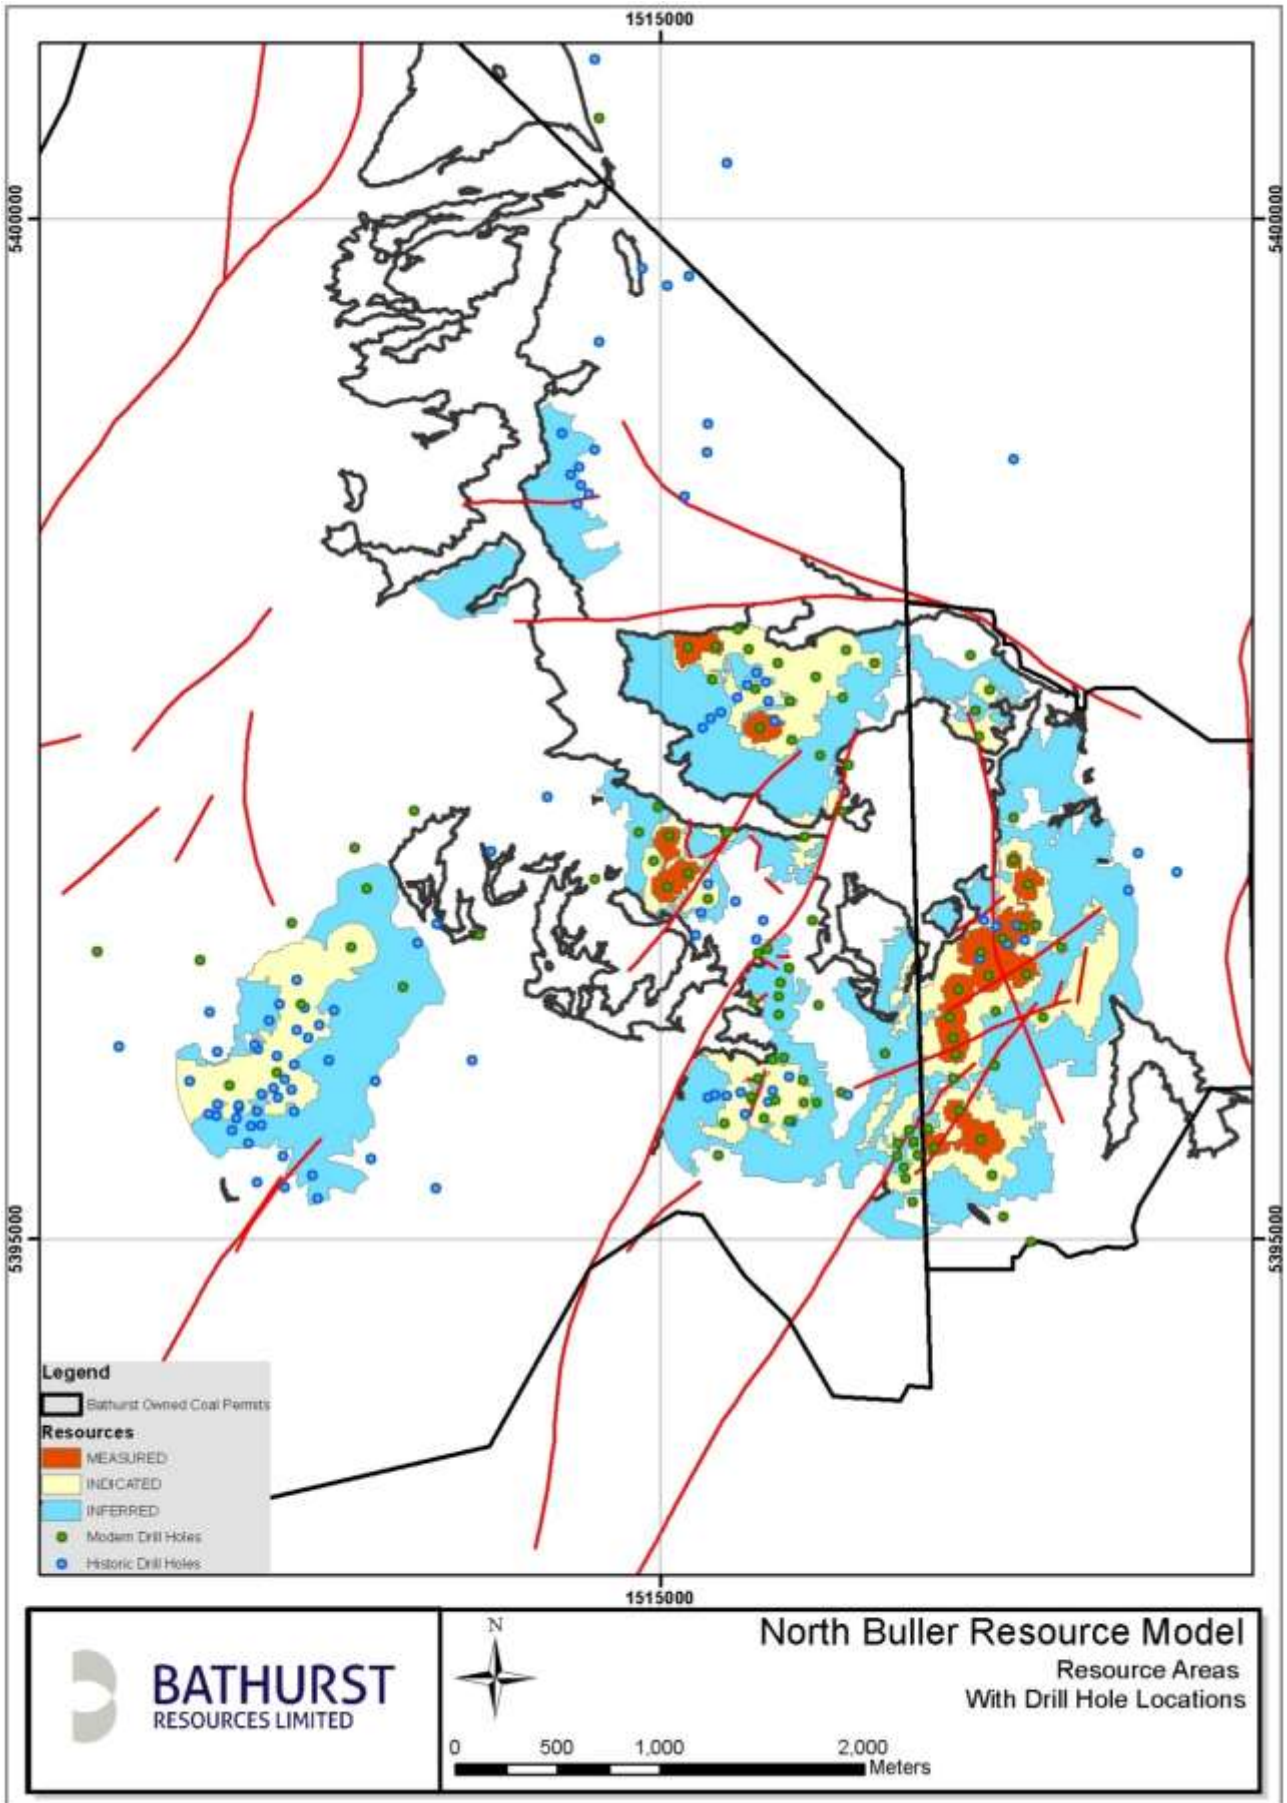 1515000
5400000
5400000
5395000
5395000
Legend
Bathurst Owned Coal Permits
Resources
MEASURED
INDICATED
INFERRED
Modern Drill Holes
Historic Drill Holes
1515000
BATHURST
RESOURCES LIMITED
N
North Buller Resource Model
Resource Areas
With Drill Hole Locations
0 500 1,000 2,000
Meters